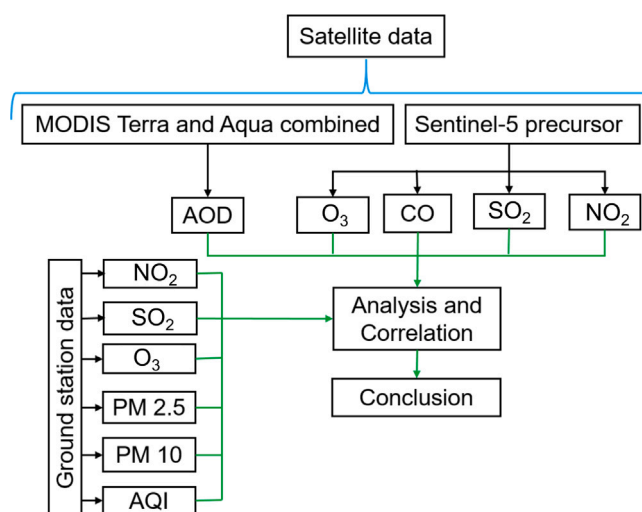 Satellite data
MODIS Terra and Aqua combined
Sentinel-5 precursor
AOD
O₃
CO
SO₂
NO₂
Ground station data
NO₂
SO₂
O₃
PM 2.5
PM 10
AQI
Analysis and
Correlation
Conclusion